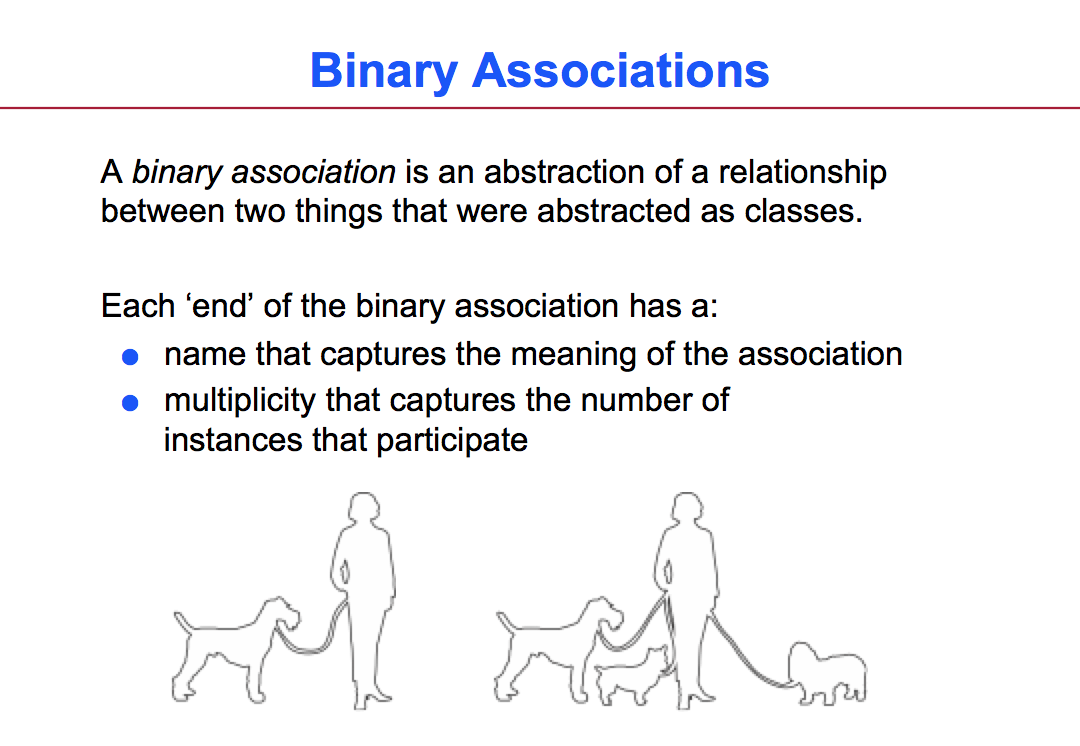 Binary Associations
A binary association is an abstraction of a relationship
between two things that were abstracted as classes.
Each ‘end’ of the binary association has a:
● name that captures the meaning of the association
● multiplicity that captures the number of
instances that participate